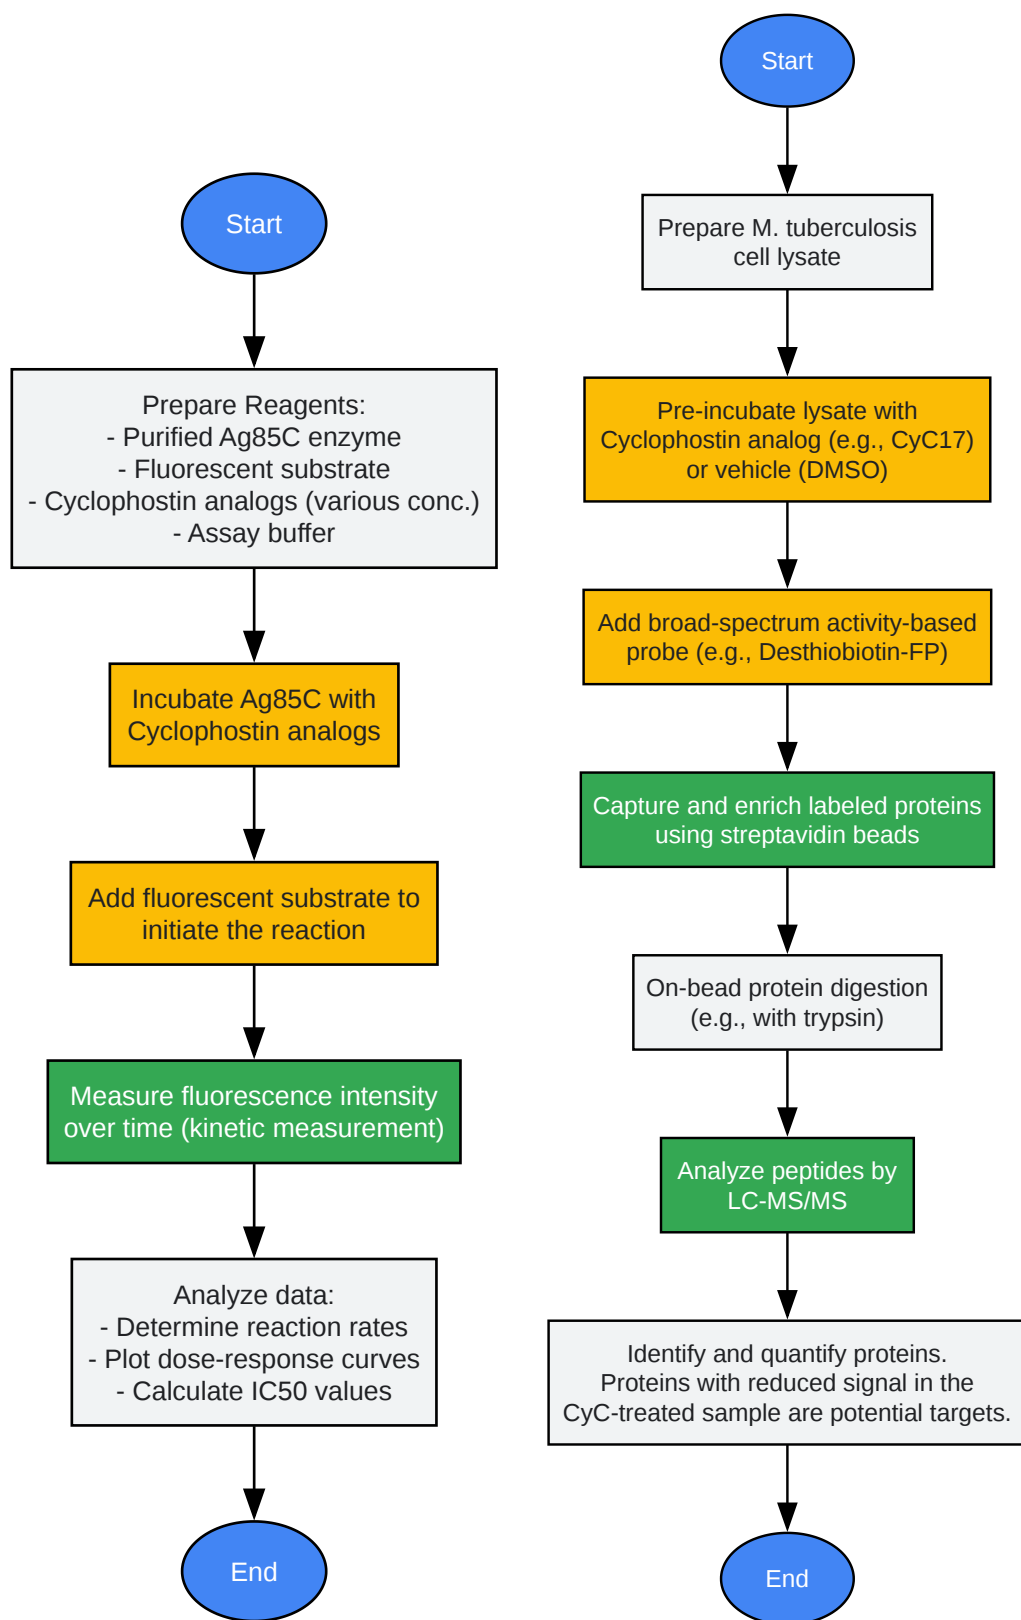 Start
Prepare Reagents:
- Purified Ag85C enzyme
- Fluorescent substrate
- Cyclophostin analogs (various conc.)
- Assay buffer
Incubate Ag85C with
Cyclophostin analogs
Add fluorescent substrate to
initiate the reaction
Measure fluorescence intensity
over time (kinetic measurement)
Analyze data:
- Determine reaction rates
- Plot dose-response curves
- Calculate IC50 values
End
Start
Prepare M. tuberculosis
cell lysate
Pre-incubate lysate with
Cyclophostin analog (e.g., CyC17)
or vehicle (DMSO)
Add broad-spectrum activity-based
probe (e.g., Desthiobiotin-FP)
Capture and enrich labeled proteins
using streptavidin beads
On-bead protein digestion
(e.g., with trypsin)
Analyze peptides by
LC-MS/MS
Identify and quantify proteins.
Proteins with reduced signal in the
CyC-treated sample are potential targets.
End